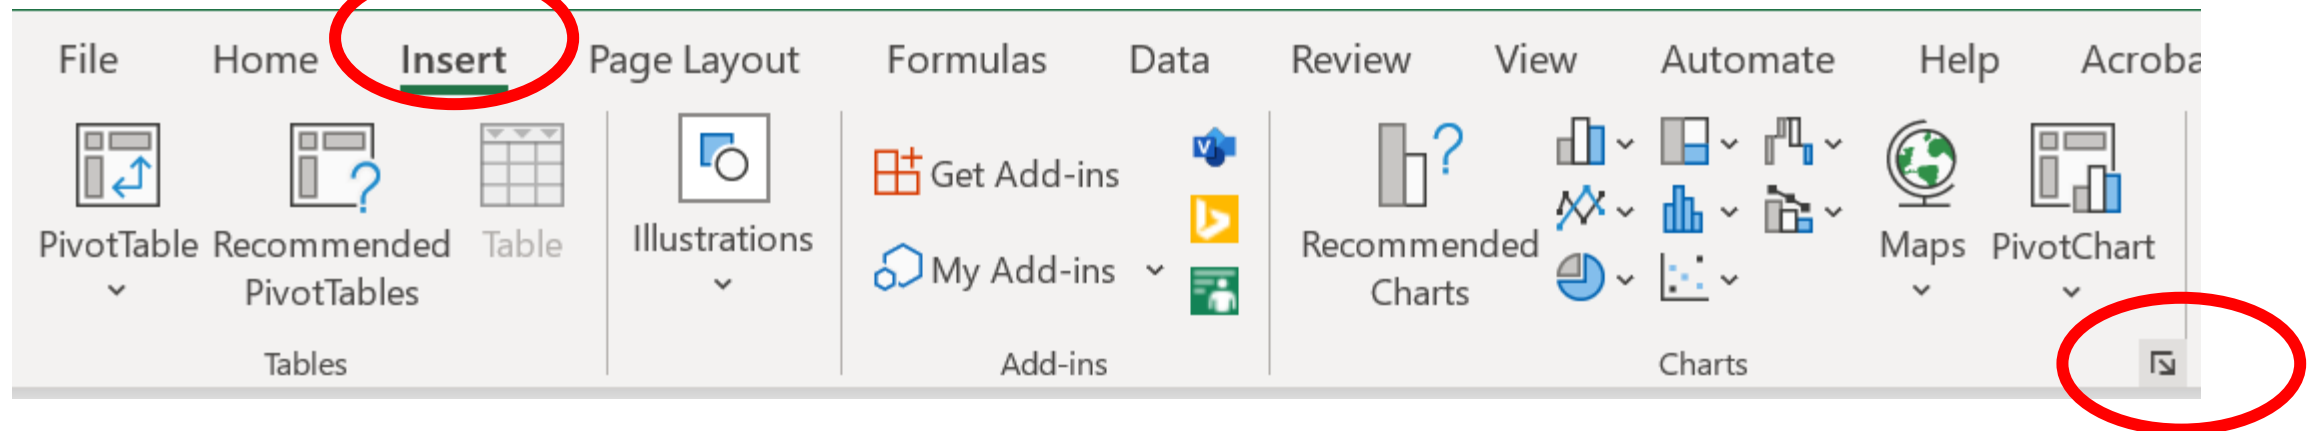 File Home Insert Page Layout Formulas Data Review View Automate Help Acroba
PivotTable
Recommended
PivotTables
Table
Illustrations
Get Add-ins
My Add-ins
Recommended
Charts
Maps
PivotChart
Tables
Add-ins
Charts